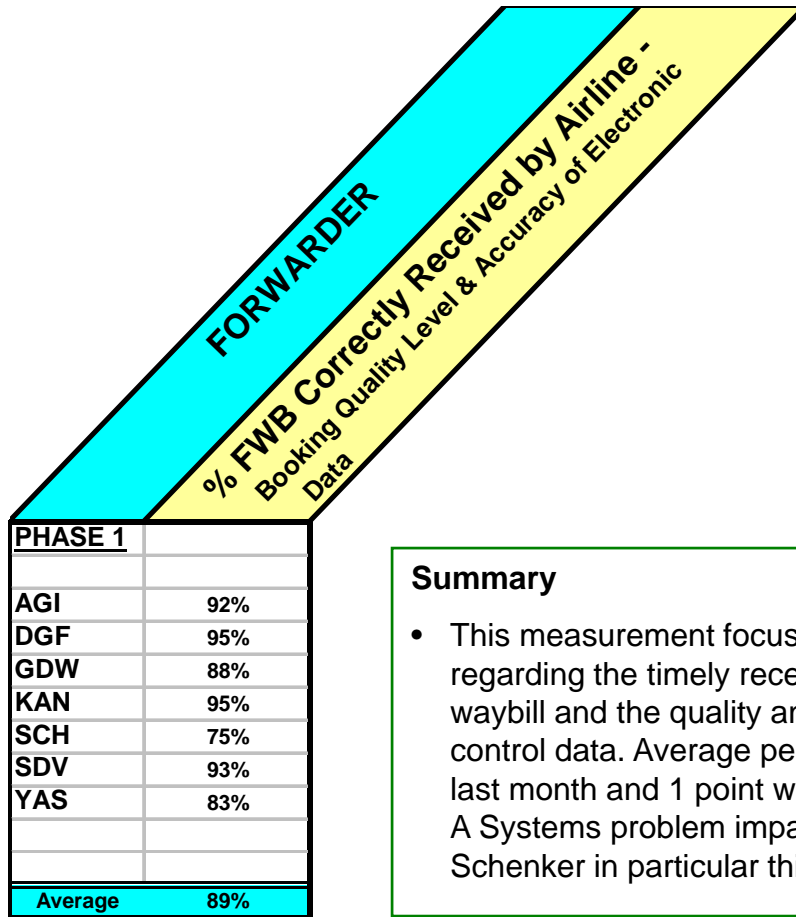 FORWARDER
% FWB Correctly Received by Airline -
Booking Quality Level & Accuracy of Electronic
Data
PHASE 1
AGI 92%
DGF 95%
GDW 88%
KAN 95%
SCH 75%
SDV 93%
YAS 83%
Average 89%
Summary
• This measurement focus
regarding the timely rece
waybill and the quality ar
control data. Average pe
last month and 1 point w
A Systems problem impa
Schenker in particular thi